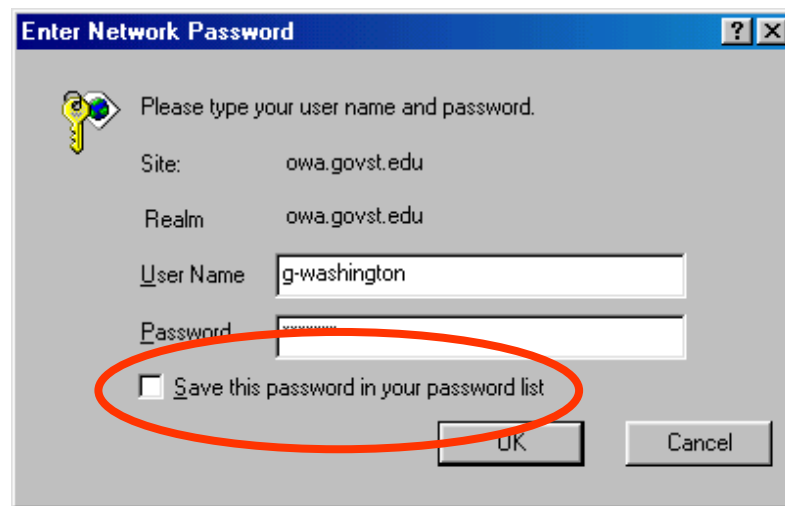 Enter Network Password ? X
Please type your user name and password.
Site: owa.govst.edu
Realm owa.govst.edu
User Name g-washington
Password
Save this password in your password list
OK Cancel